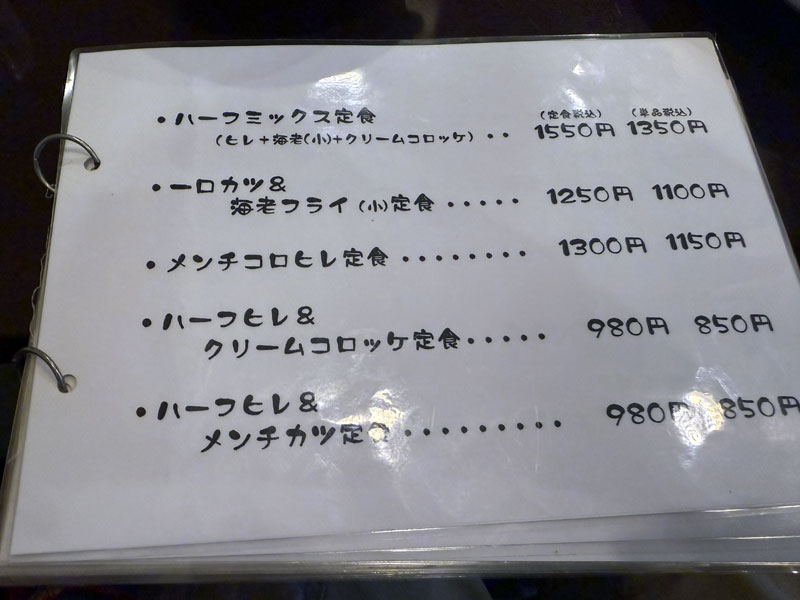 (定食税込) (単品税込)
・ハーフミックス定食
(ヒレ+海老(小)+クリームコロッケ)‥ 1550円 1350円
・一口カツ&
海老フライ(小)定食・・・・・ 1250円 1100円
・メンチコロヒレ定食・・・・・・・・ 1300円 1150円
・ハーフヒレ&
クリームコロッケ定食・・・・・ 980円 850円
・ハーフヒレ&
メンチカツ定食・・・・・・・・・ 980円 850円